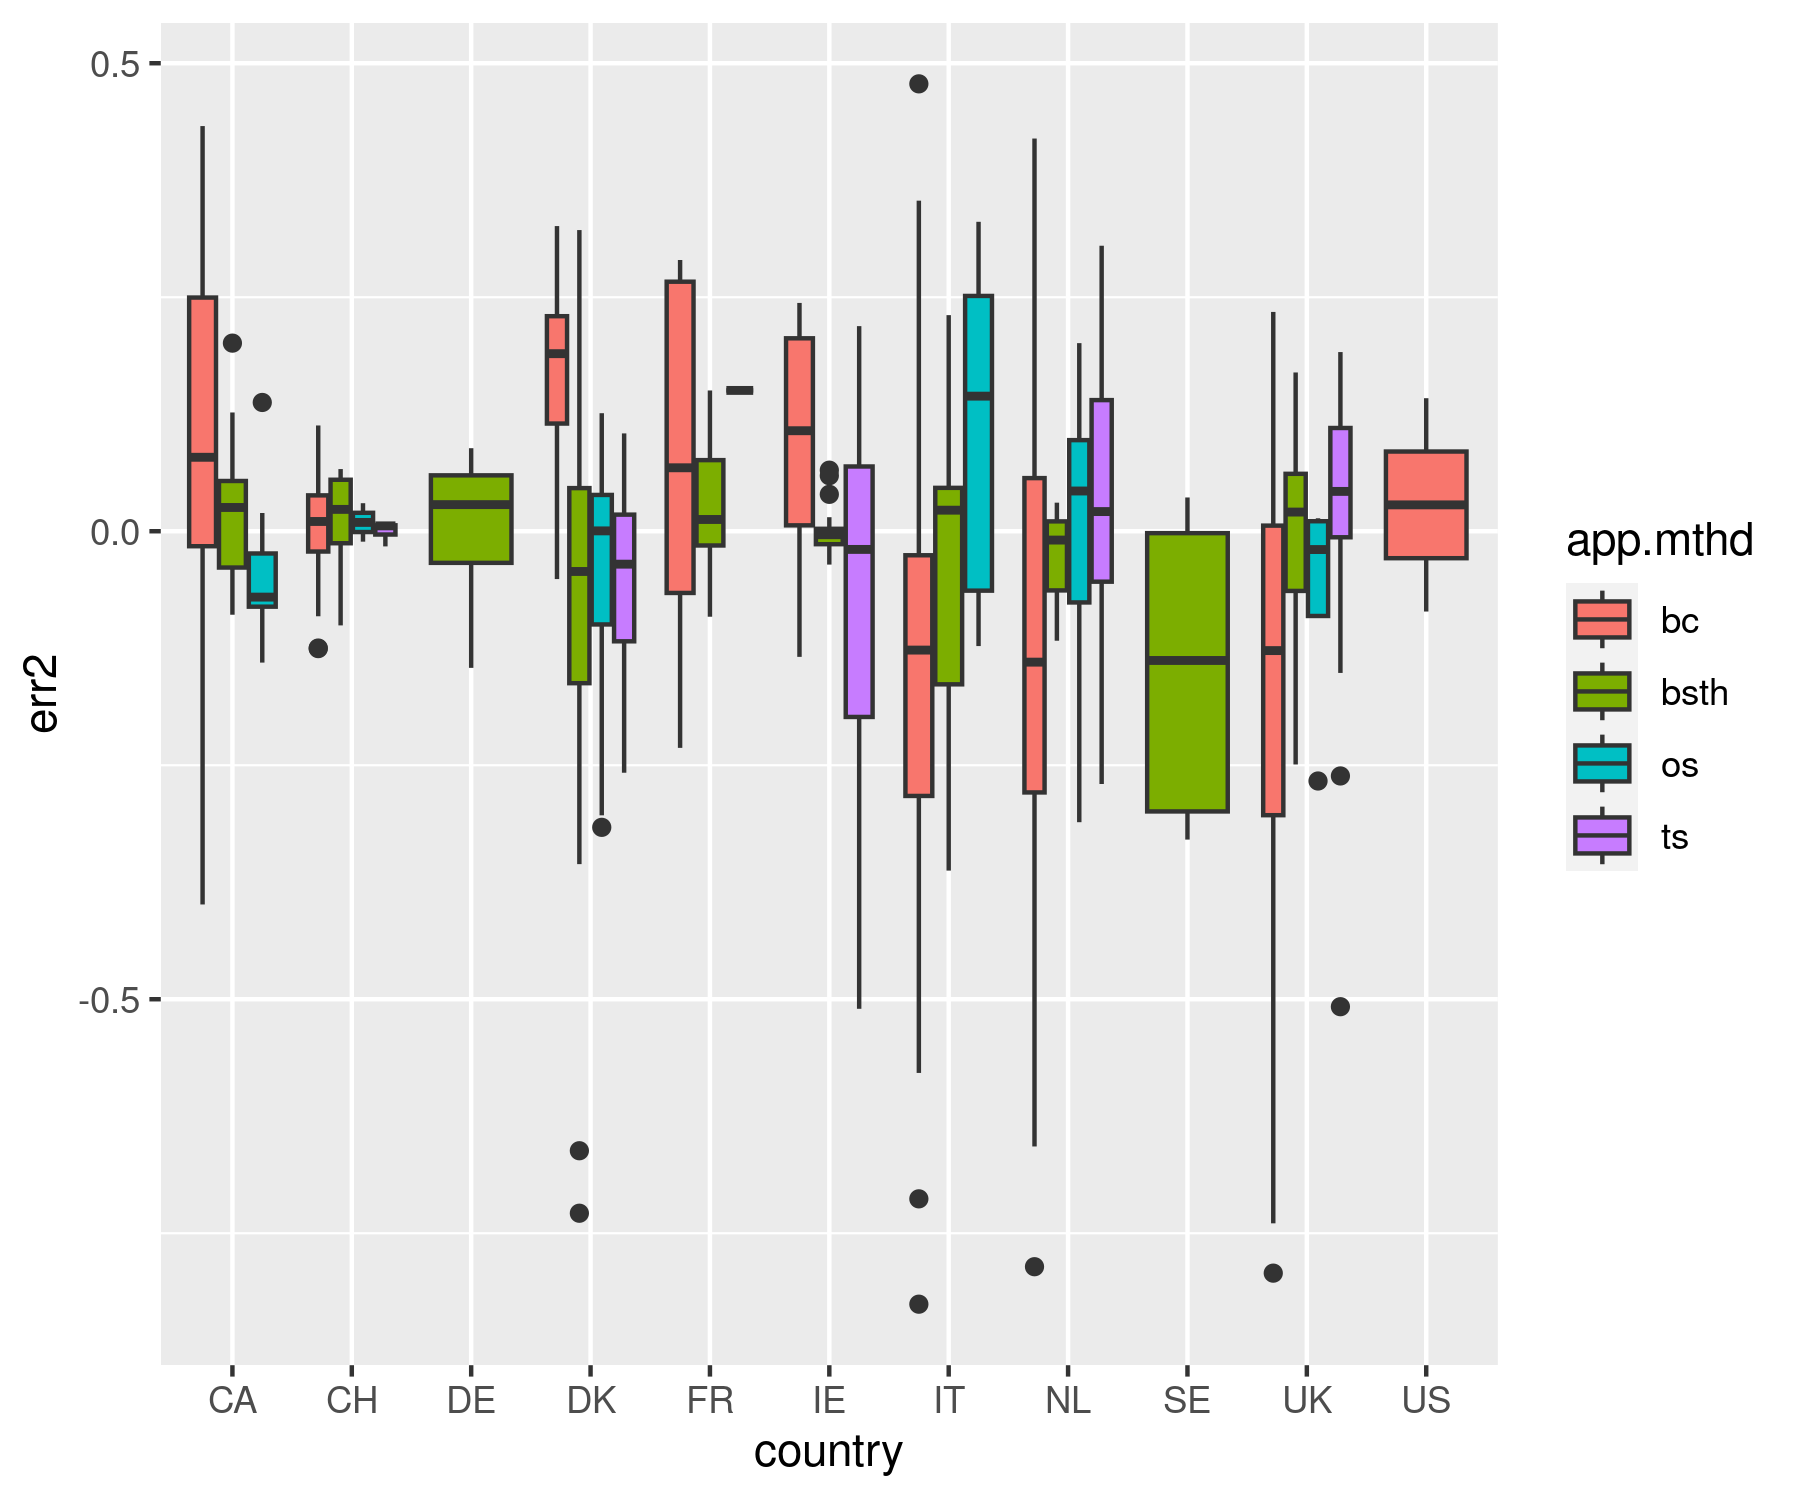 0.5
0.0
-0.5
err2
CA CH DE DK FR IE IT NL SE UK US
country
app.mthd
bc
bsth
os
ts